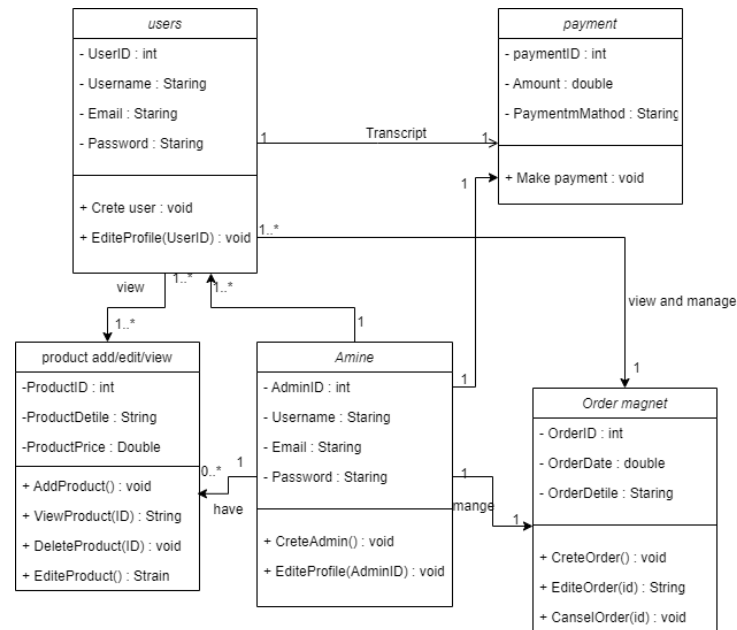 users
- UserID : int
- Username : Staring
- Email : Staring
- Password : Staring
+ Crete user : void
+ EditeProfile(UserID) : void
payment
- paymentID : int
- Amount : double
- PaymentmMathod : Staring
+ Make payment : void
1
Transcript
1
1
1..*
view and manage
1
1..*
view
1..*
1..*
1
product add/edit/view
-ProductID : int
-ProductDetile : String
-ProductPrice : Double
+ AddProduct() : void
+ ViewProduct(ID) : String
+ DeleteProduct(ID) : void
+ EditeProduct() : Strain
0..*
1
have
Amine
- AdminID : int
- Username : Staring
- Email : Staring
- Password : Staring
+ CreteAdmin() : void
+ EditeProfile(AdminID) : void
1
1
mange
1
Order magnet
- OrderID : int
- OrderDate : double
- OrderDetile : Staring
+ CreteOrder() : void
+ EditeOrder(id) : String
+ CanselOrder(id) : void